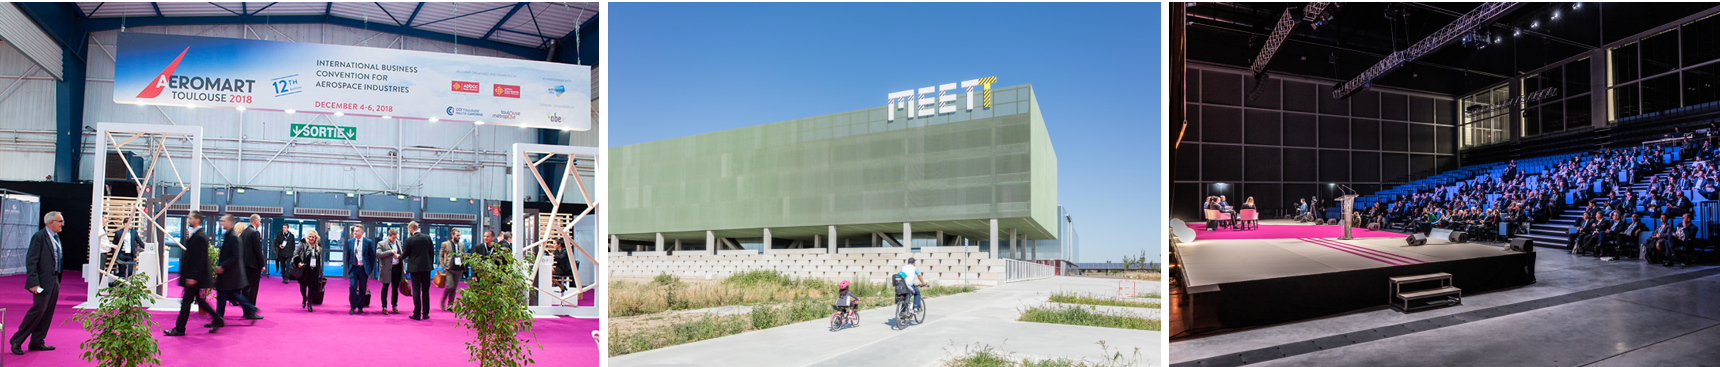 AEROMART
TOULOUSE 2018
12TH
INTERNATIONAL BUSINESS
CONVENTION FOR
AEROSPACE INDUSTRIES
DECEMBER 4-6, 2018
SORTIE
MEETT